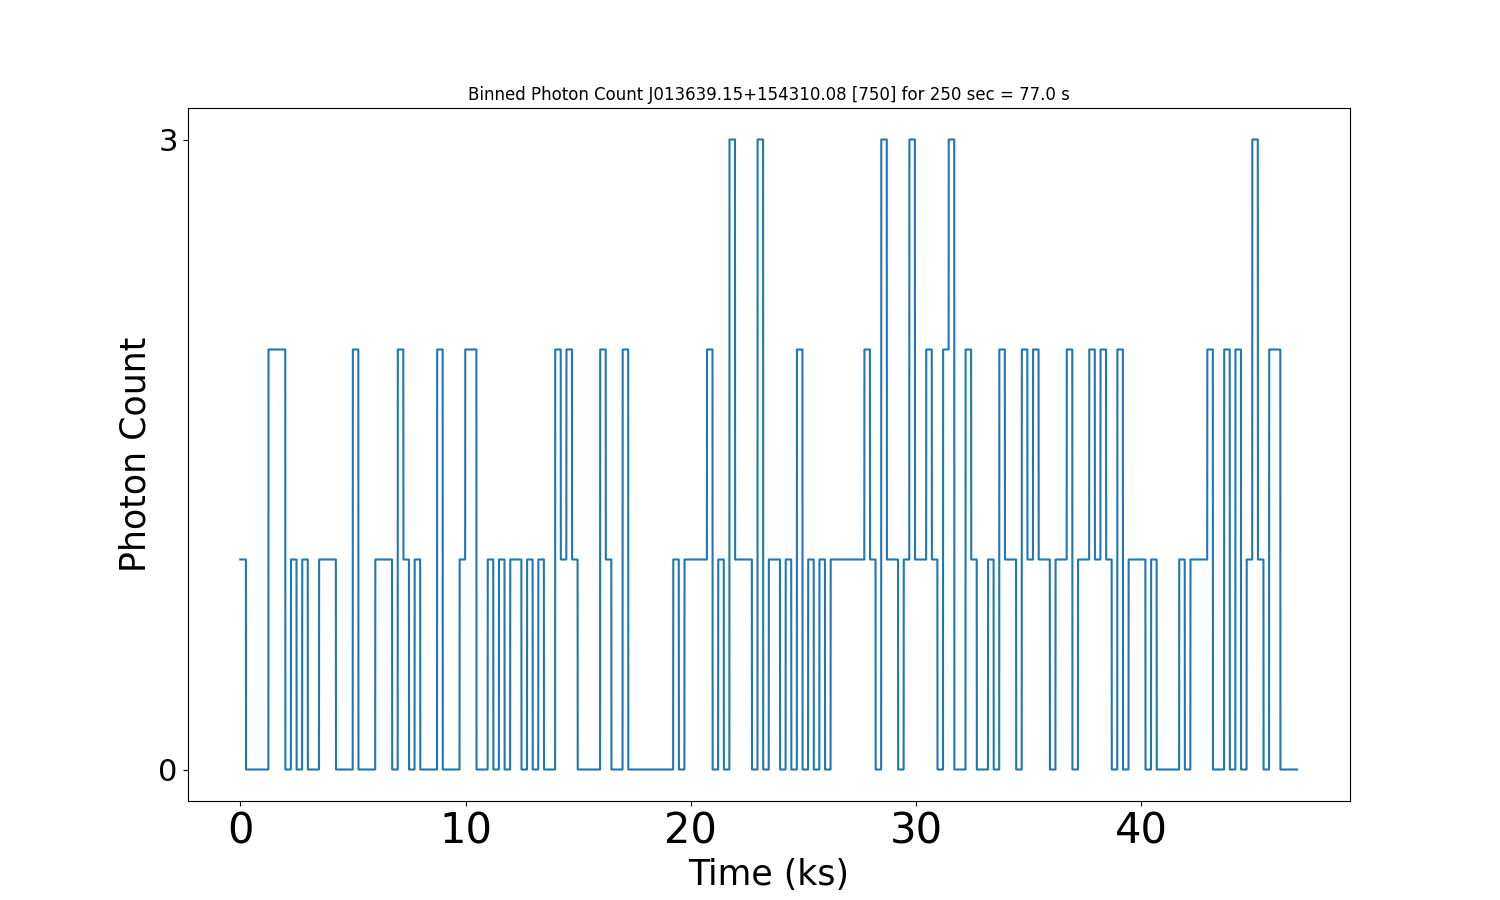 Binned Photon Count J013639.15+154310.08 [750] for 250 sec = 77.0 s
3
Photon Count
0
0 10 20 30 40
Time (ks)